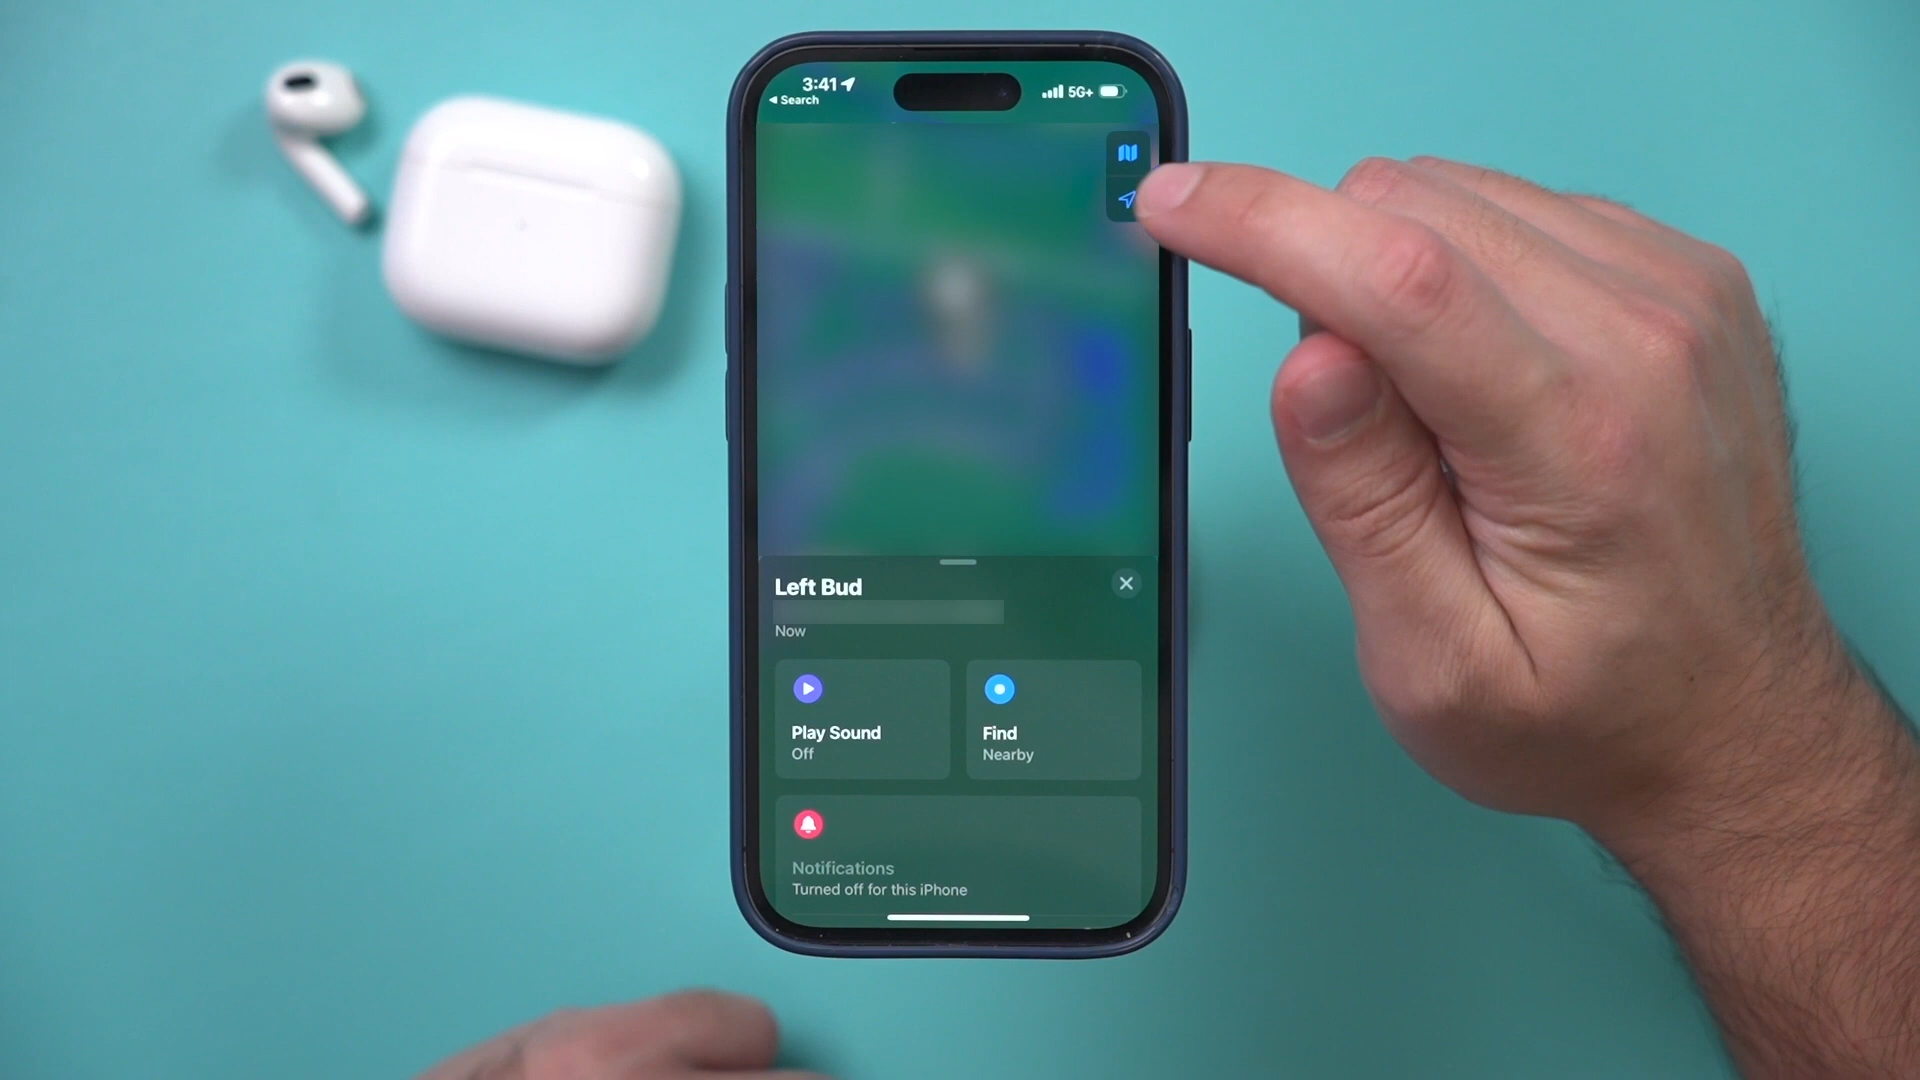 3:41
Search
5G+
Left Bud
Now
Play Sound
Off
Find
Nearby
Notifications
Turned off for this iPhone